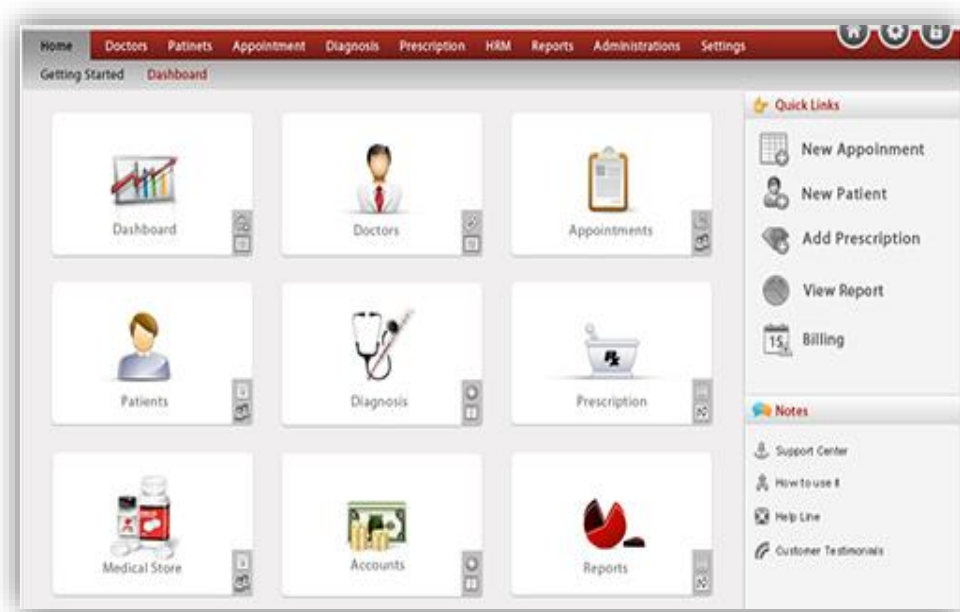 Home Doctors Patinets Appointment Diagnosis Prescription HRM Reports Administrations Settings
Getting Started Dashboard
Dashboard
Doctors
Appointments
Patients
Diagnosis
Prescription
Medical Store
Accounts
Reports
Quick Links
New Appoinment
New Patient
Add Prescription
View Report
15 Billing
Notes
Support Center
How to use it
Help Line
Customer Testimonials